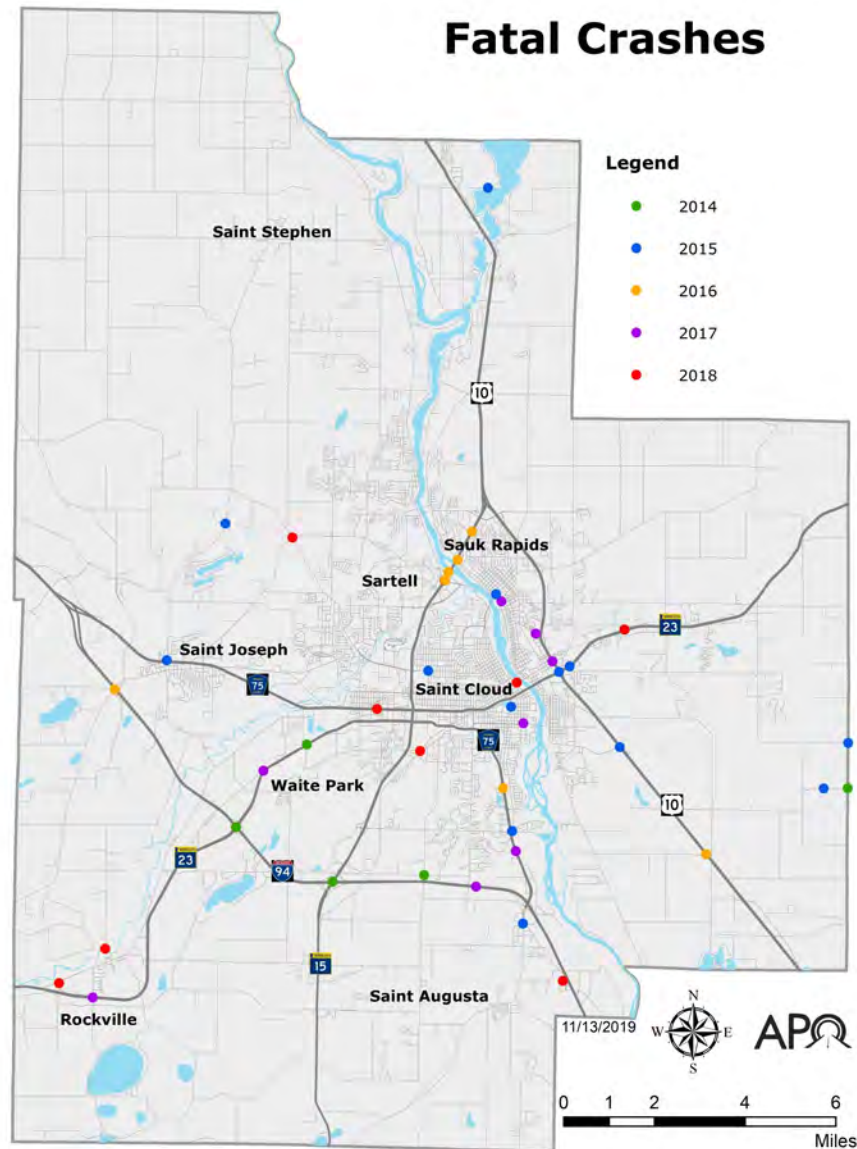 Fatal Crashes
Legend
2014
2015
2016
2017
2018
Saint Stephen
10
Sauk Rapids
Sartell
23
Saint Joseph
75
Saint Cloud
75
Waite Park
10
23
94
15
Saint Augusta
Rockville
11/13/2019
N
W E
S
APO
0 1 2 4 6
Miles